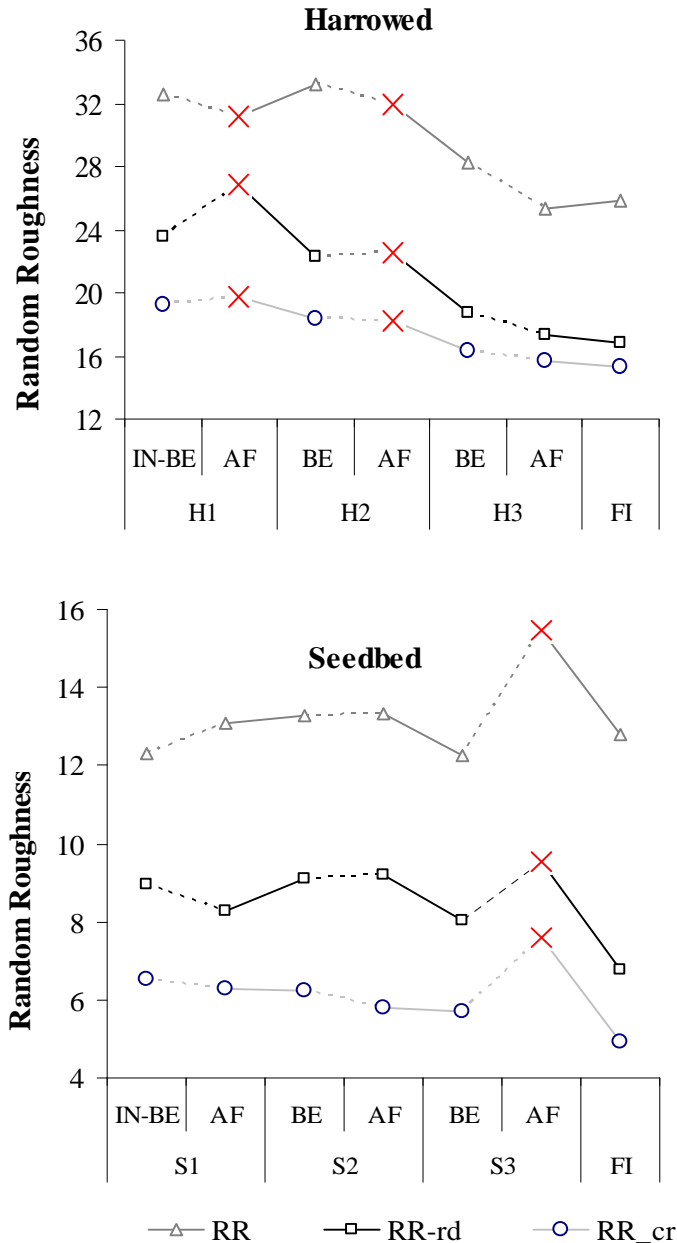 Harrowed
36
32
28
24
20
16
12
Random Roughness
IN-BE AF BE AF BE AF
H1 H2 H3 FI
16
14
12
10
8
6
4
Seedbed
Random Roughness
IN-BE AF BE AF BE AF
S1 S2 S3 FI
RR RR-rd RR_cr